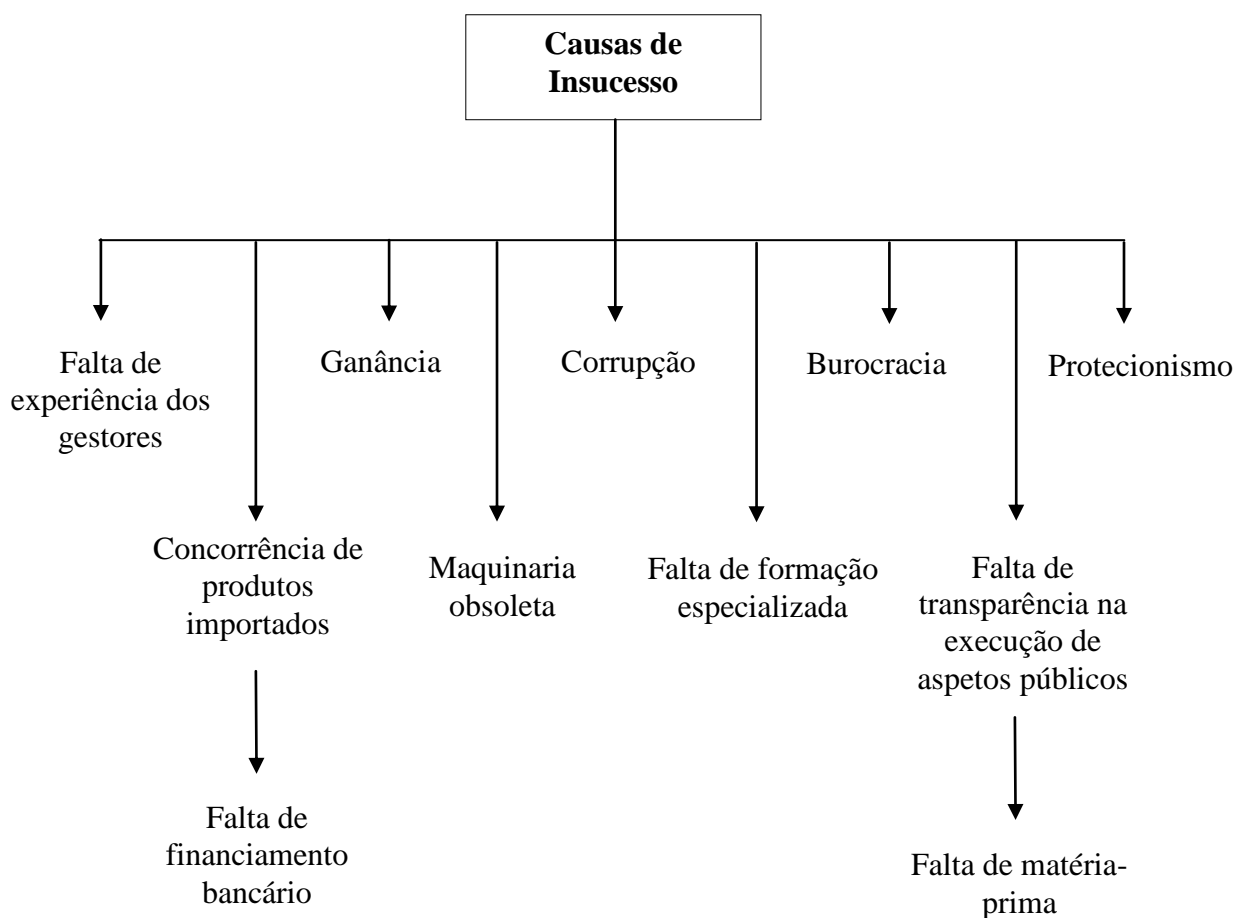 Causas de
Insucesso
Falta de
experiência dos
gestores
Ganância
Corrupção
Burocracia
Protecionismo
Concorrência de
produtos
importados
Maquinaria
obsoleta
Falta de formação
especializada
Falta de
transparência na
execução de
aspetos públicos
Falta de
financiamento
bancário
Falta de matéria-
prima